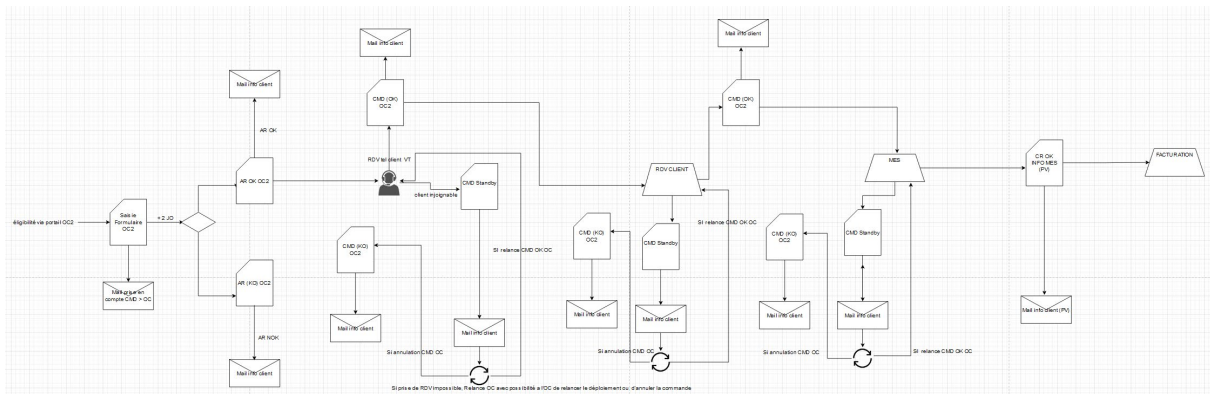 Mail info client
Mail info client
Mail info client
CMD (OK)
OC2
CMD (OK)
OC2
AR OK
RDV tel client VT
AR OK OC2
client injoignable
CMD Standby
RDV CLIENT
MES
CR OK
INFO MES
(PV)
FACTURATION
éligibilité via portail OC2
Saisie
Formulaire
OC2
+ 2 JO
CMD (KO)
OC2
SI relance CMD OK OC
CMD (KO)
OC2
CMD Standby
SI relance CMD OK OC
CMD (KO)
OC2
CMD Standby
Mail prise en
compte CMD > OC
AR (KO) OC2
AR NOK
Mail info client
Mail info client
Mail info client
Mail info client
Mail info client
Mail info client
Mail info client
Mail info client (PV)
Si annulation CMD OC
Si annulation CMD OC
Si annulation CMD OC
SI relance CMD OK OC
Si prise de RDV impossible, Relance OC avec possibilité a l'OC de relancer le déploiement ou d'annuler la commande